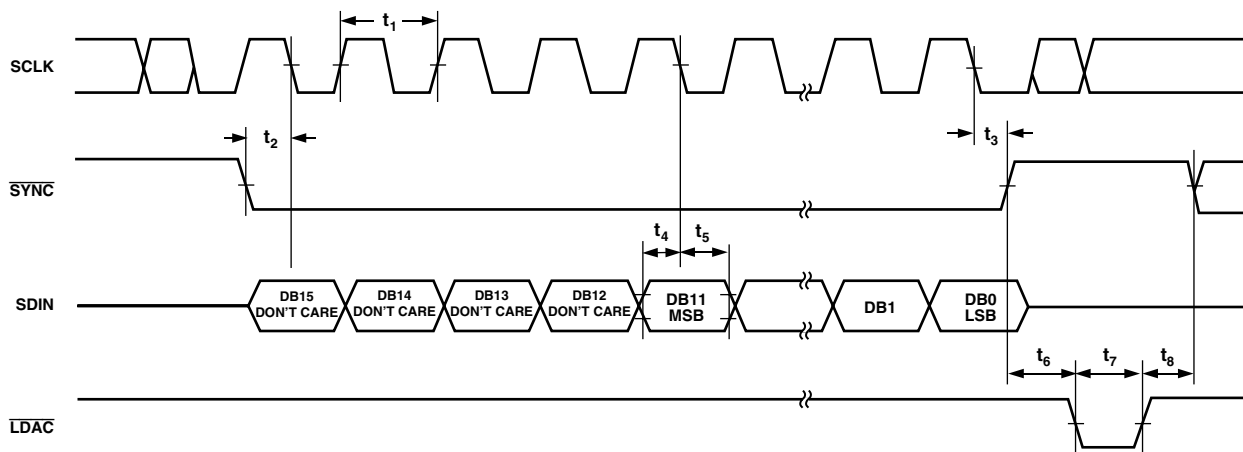 t1
SCLK
t2
t3
SYNC
t4
t5
SDIN
DB15
DON'T CARE
DB14
DON'T CARE
DB13
DON'T CARE
DB12
DON'T CARE
DB11
MSB
DB1
DB0
LSB
t6
t7
t8
LDAC